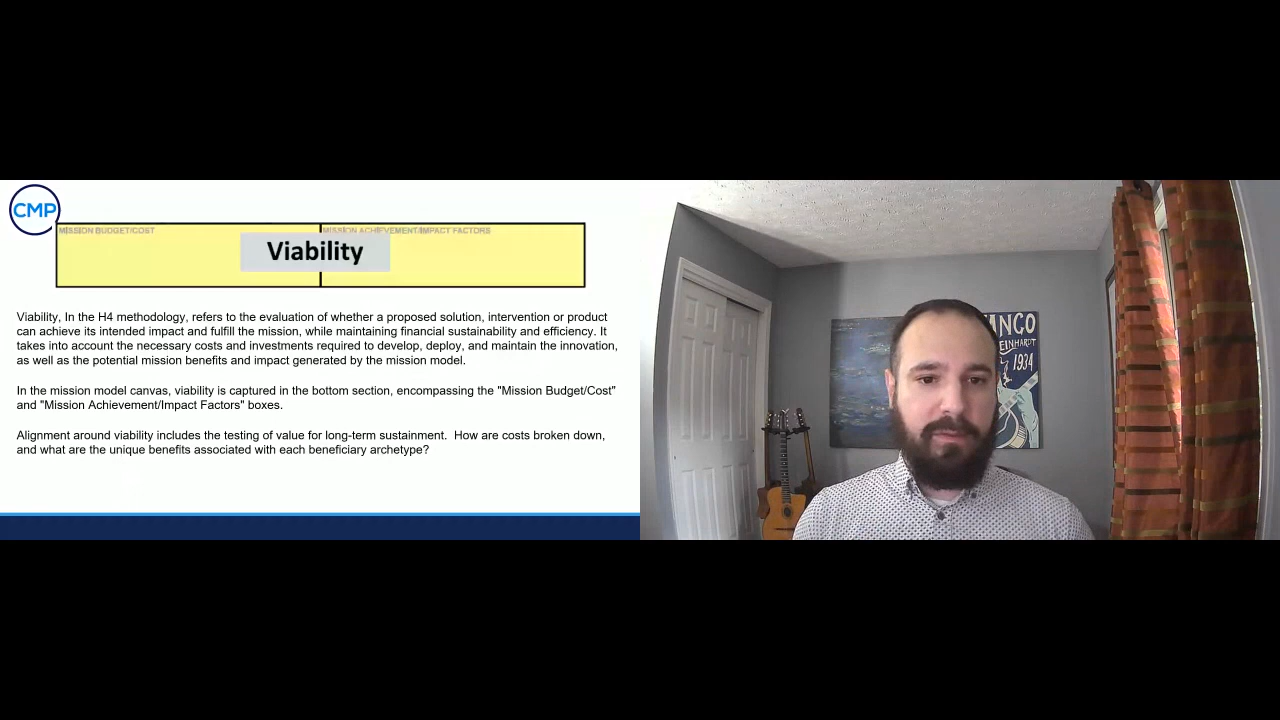 CMP
MISSION BUDGET/COST
MISSION ACHIEVEMENT/IMPACT FACTORS
Viability
Viability, In the H4 methodology, refers to the evaluation of whether a proposed solution, intervention or product
can achieve its intended impact and fulfill the mission, while maintaining financial sustainability and efficiency. It
takes into account the necessary costs and investments required to develop, deploy, and maintain the innovation,
as well as the potential mission benefits and impact generated by the mission model.
In the mission model canvas, viability is captured in the bottom section, encompassing the "Mission Budget/Cost"
and "Mission Achievement/Impact Factors" boxes.
Alignment around viability includes the testing of value for long-term sustainment. How are costs broken down,
and what are the unique benefits associated with each beneficiary archetype?
1934